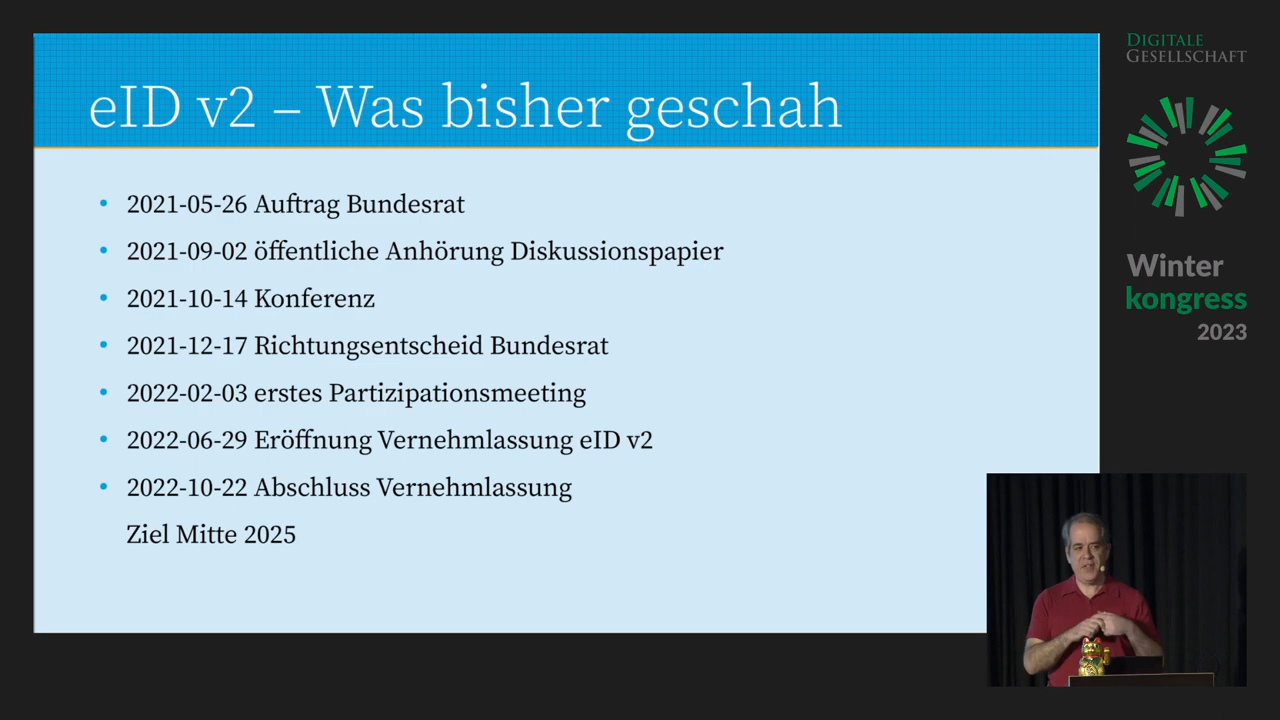 eID v2 – Was bisher geschah
• 2021-05-26 Auftrag Bundesrat
• 2021-09-02 öffentliche Anhörung Diskussionspapier
• 2021-10-14 Konferenz
• 2021-12-17 Richtungsentscheid Bundesrat
• 2022-02-03 erstes Partizipationsmeeting
• 2022-06-29 Eröffnung Vernehmlassung eID v2
• 2022-10-22 Abschluss Vernehmlassung
Ziel Mitte 2025
DIGITALE
GESELLSCHAFT
Winter
kongress
2023